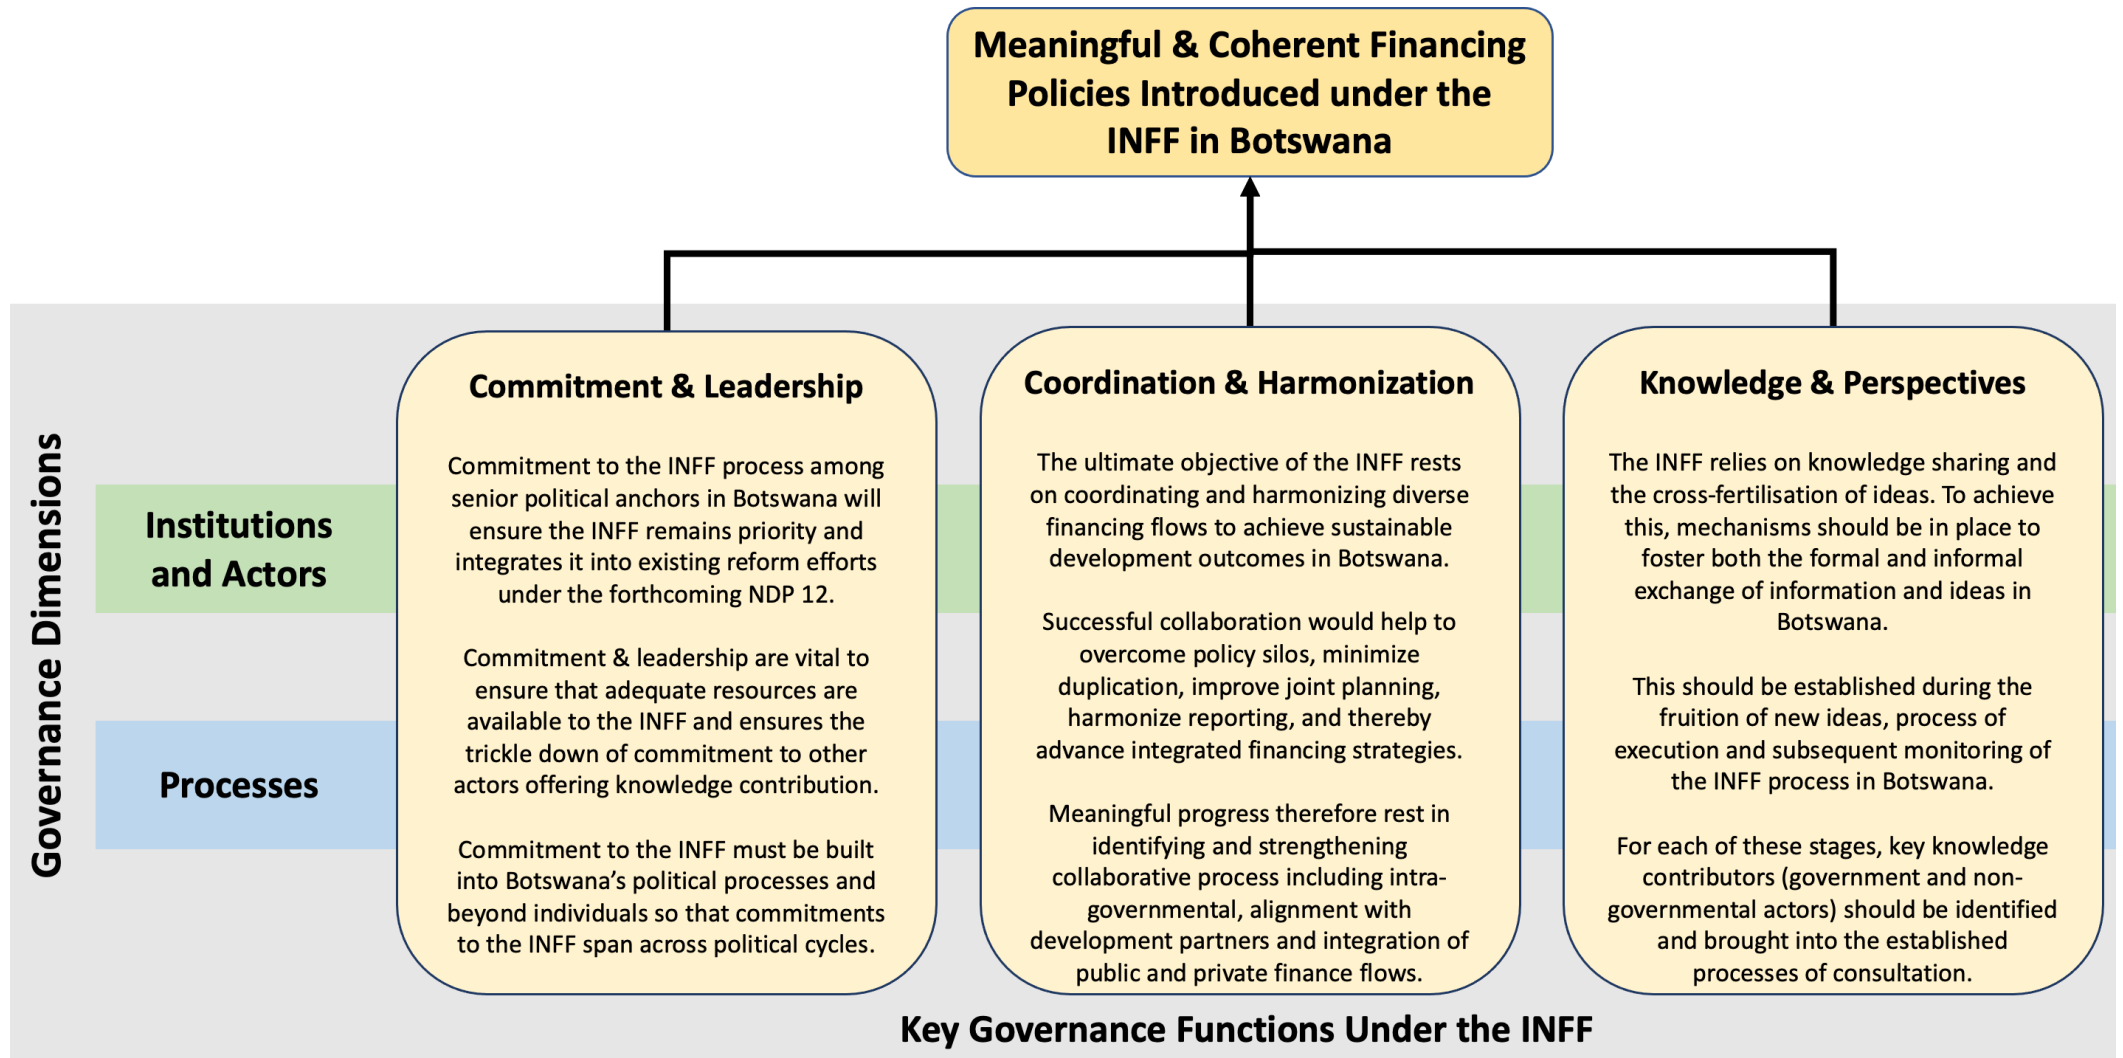 Meaningful & Coherent Financing
Policies Introduced under the
INFF in Botswana
Governance Dimensions
Institutions
and Actors
Processes
Commitment & Leadership
Commitment to the INFF process among
senior political anchors in Botswana will
ensure the INFF remains priority and
integrates it into existing reform efforts
under the forthcoming NDP 12.
Commitment & leadership are vital to
ensure that adequate resources are
available to the INFF and ensures the
trickle down of commitment to other
actors offering knowledge contribution.
Commitment to the INFF must be built
into Botswana’s political processes and
beyond individuals so that commitments
to the INFF span across political cycles.
Coordination & Harmonization
The ultimate objective of the INFF rests
on coordinating and harmonizing diverse
financing flows to achieve sustainable
development outcomes in Botswana.
Successful collaboration would help to
overcome policy silos, minimize
duplication, improve joint planning,
harmonize reporting, and thereby
advance integrated financing strategies.
Meaningful progress therefore rest in
identifying and strengthening
collaborative process including intra-
governmental, alignment with
development partners and integration of
public and private finance flows.
Knowledge & Perspectives
The INFF relies on knowledge sharing and
the cross-fertilisation of ideas. To achieve
this, mechanisms should be in place to
foster both the formal and informal
exchange of information and ideas in
Botswana.
This should be established during the
fruition of new ideas, process of
execution and subsequent monitoring of
the INFF process in Botswana.
For each of these stages, key knowledge
contributors (government and non-
governmental actors) should be identified
and brought into the established
processes of consultation.
Key Governance Functions Under the INFF